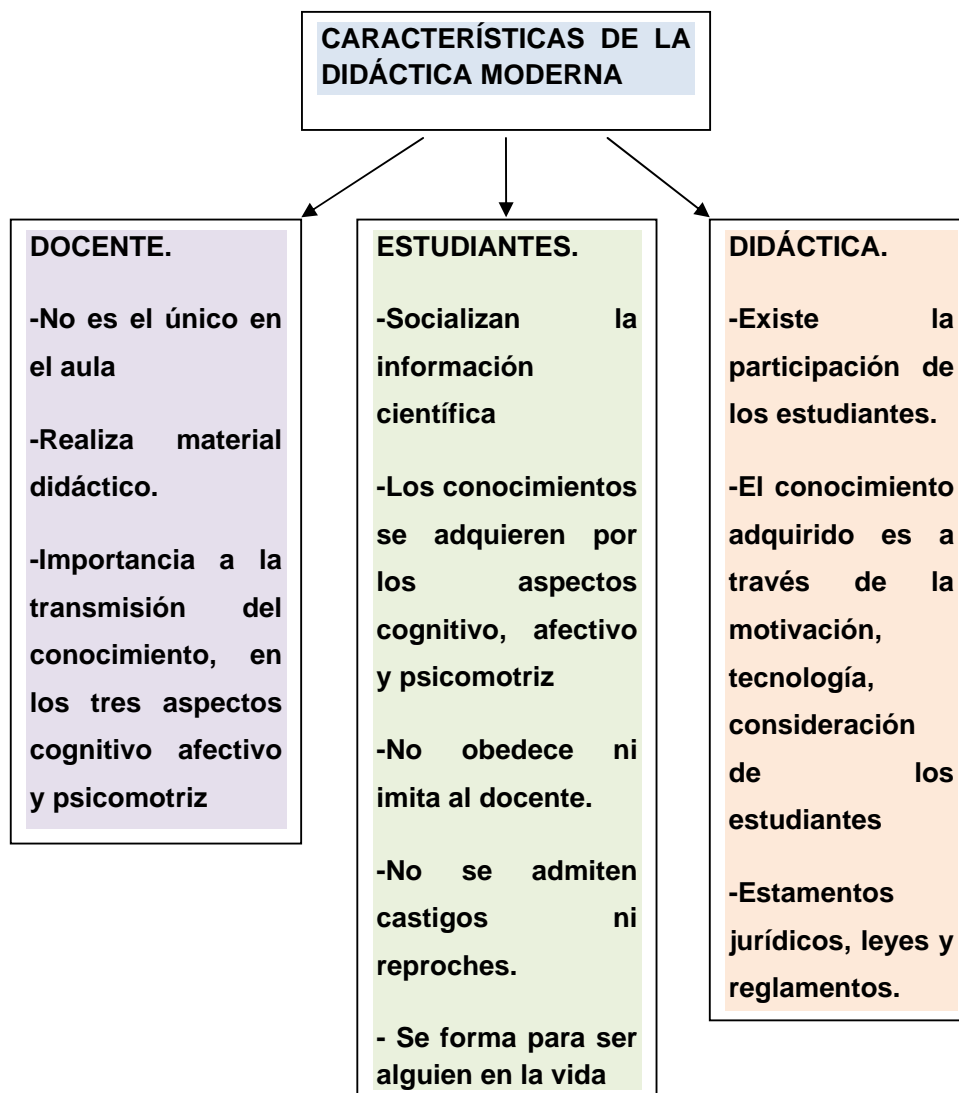 CARACTERÍSTICAS DE LA
DIDÁCTICA MODERNA
DOCENTE.
-No es el único en
el aula
-Realiza material
didáctico.
-Importancia a la
transmisión del
conocimiento, en
los tres aspectos
cognitivo afectivo
y psicomotriz
ESTUDIANTES.
-Socializan la
información
científica
-Los conocimientos
se adquieren por
los aspectos
cognitivo, afectivo
y psicomotriz
-No obedece ni
imita al docente.
-No se admiten
castigos ni
reproches.
- Se forma para ser
alguien en la vida
DIDÁCTICA.
-Existe la
participación de
los estudiantes.
-El conocimiento
adquirido es a
través de la
motivación,
tecnología,
consideración
de los
estudiantes
-Estamentos
jurídicos, leyes y
reglamentos.